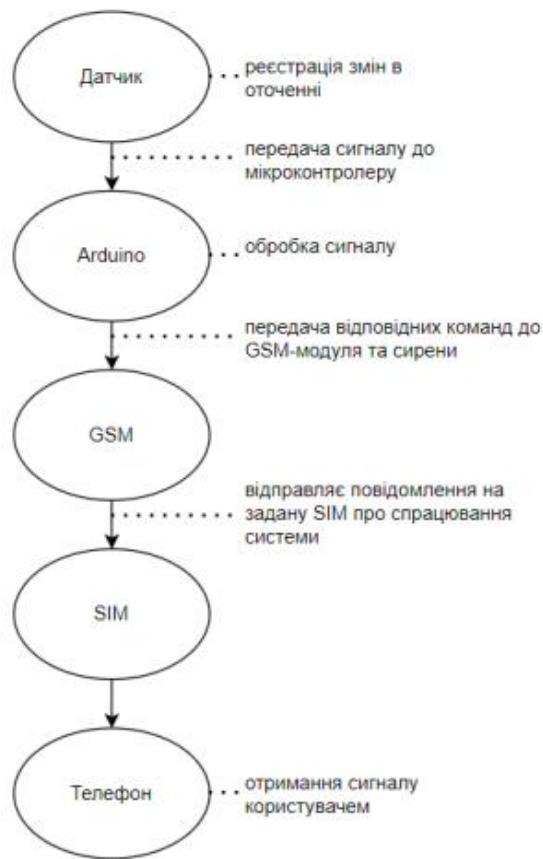 Датчик
реєстрація змін в
оточенні
передача сигналу до
мікроконтролеру
Arduino
обробка сигналу
передача відповідних команд до
GSM-модуля та сирени
GSM
відправляє повідомлення на
задану SIM про спрацювання
системи
SIM
Телефон
отримання сигналу
користувачем